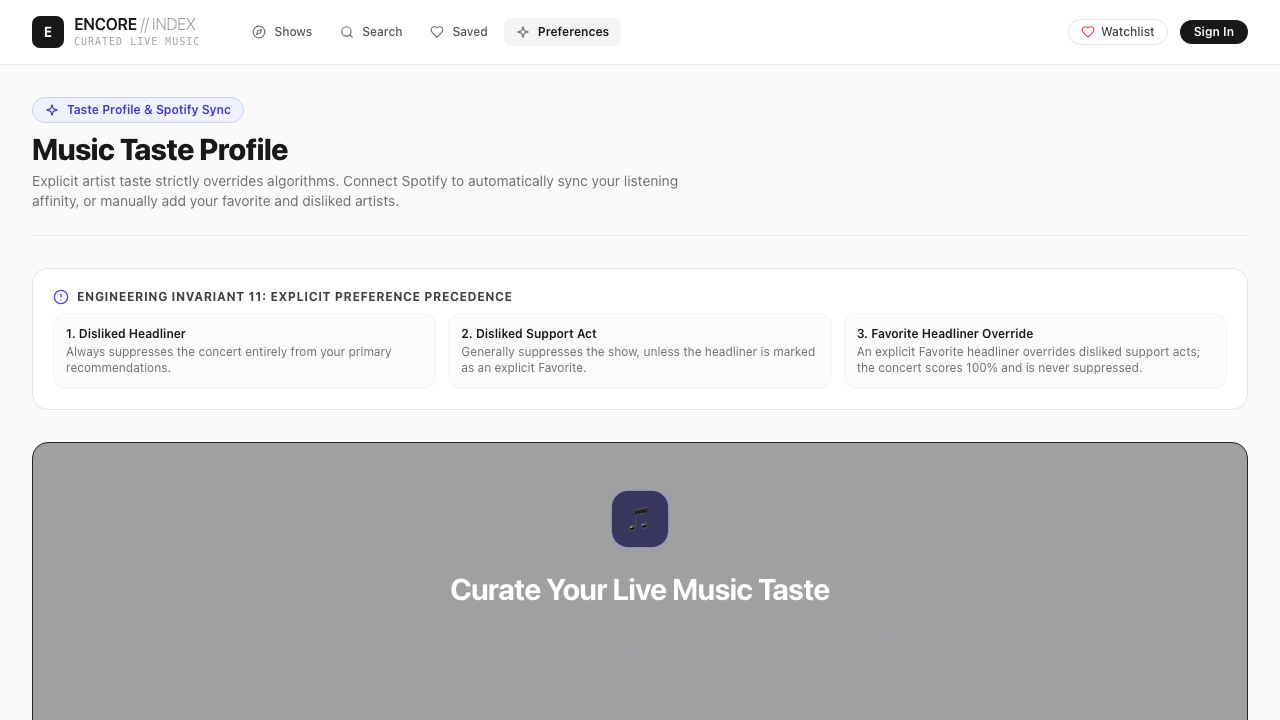 E
ENCORE // INDEX
CURATED LIVE MUSIC
Shows
Search
Saved
Preferences
Watchlist
Sign In
Taste Profile & Spotify Sync
Music Taste Profile
Explicit artist taste strictly overrides algorithms. Connect Spotify to automatically sync your listening
affinity, or manually add your favorite and disliked artists.
ENGINEERING INVARIANT 11: EXPLICIT PREFERENCE PRECEDENCE
1. Disliked Headliner
Always suppresses the concert entirely from your primary
recommendations.
2. Disliked Support Act
Generally suppresses the show, unless the headliner is marked
as an explicit Favorite.
3. Favorite Headliner Override
An explicit Favorite headliner overrides disliked support acts;
the concert scores 100% and is never suppressed.
Curate Your Live Music Taste